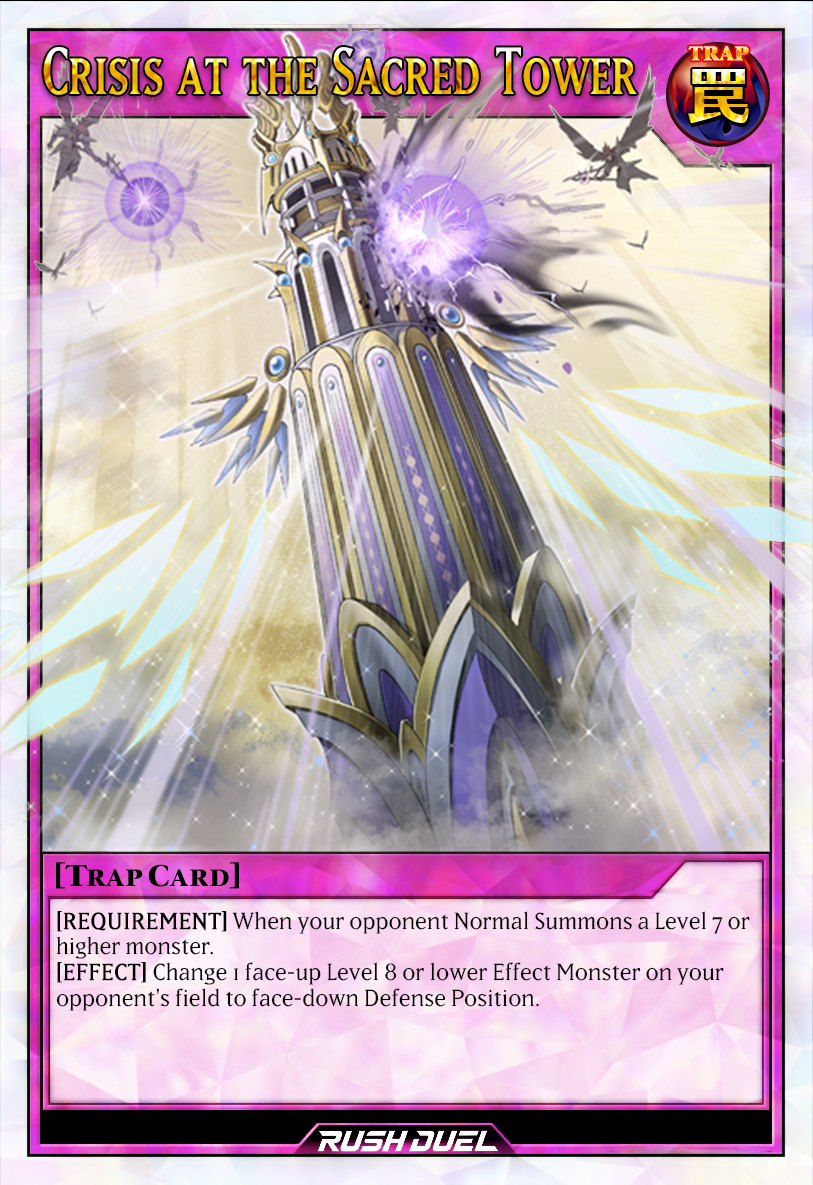 Crisis at the Sacred Tower
TRAP
罠
[Trap Card]
[REQUIREMENT] When your opponent Normal Summons a Level 7 or
higher monster.
[EFFECT] Change 1 face-up Level 8 or lower Effect Monster on your
opponent's field to face-down Defense Position.
RUSH DUEL